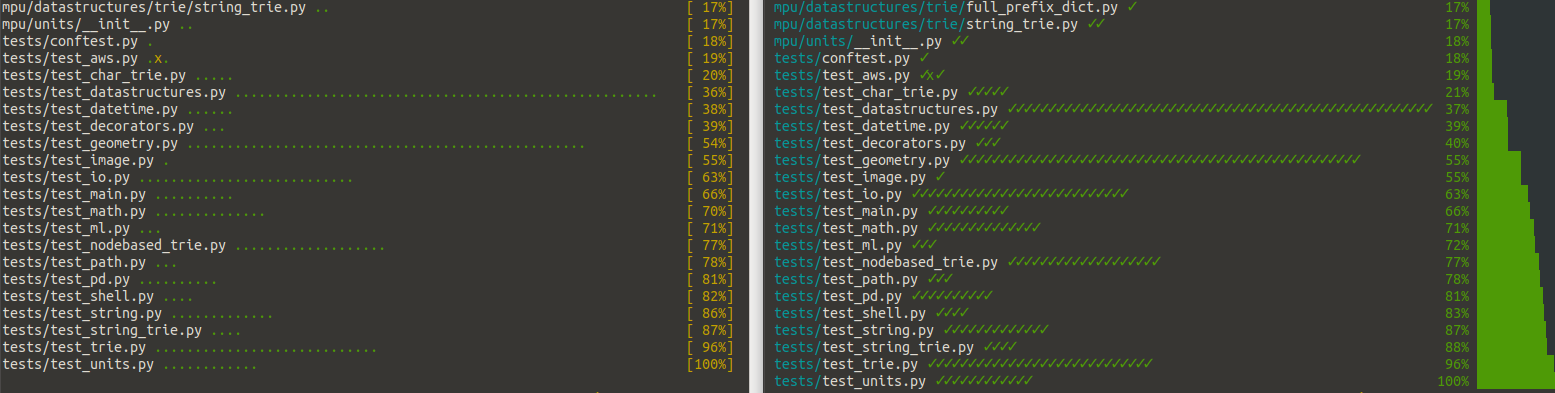 mpu/datastructures/trie/string_trie.py .. [ 17%]
mpu/units/__init__.py .. [ 17%]
tests/conftest.py . [ 18%]
tests/test_aws.py .x. [ 19%]
tests/test_char_trie.py ..... [ 20%]
tests/test_datastructures.py ..................................................... [ 36%]
tests/test_datetime.py ...... [ 38%]
tests/test_decorators.py ... [ 39%]
tests/test_geometry.py .................................................. [ 54%]
tests/test_image.py . [ 55%]
tests/test_io.py ........................... [ 63%]
tests/test_main.py .......... [ 66%]
tests/test_math.py .............. [ 70%]
tests/test_ml.py ... [ 71%]
tests/test_nodebased_trie.py ................... [ 77%]
tests/test_path.py ... [ 78%]
tests/test_pd.py .......... [ 81%]
tests/test_shell.py .... [ 82%]
tests/test_string.py ............. [ 86%]
tests/test_string_trie.py .... [ 87%]
tests/test_trie.py ............................ [ 96%]
tests/test_units.py ............ [100%]
mpu/datastructures/trie/full_prefix_dict.py ✓ 17%
mpu/datastructures/trie/string_trie.py ✓✓ 17%
mpu/units/__init__.py ✓✓ 18%
tests/conftest.py ✓ 18%
tests/test_aws.py ✓x✓ 19%
tests/test_char_trie.py ✓✓✓✓✓ 21%
tests/test_datastructures.py ✓✓✓✓✓✓✓✓✓✓✓✓✓✓✓✓✓✓✓✓✓✓✓✓✓✓✓✓✓✓✓✓✓✓✓✓✓✓✓✓✓✓✓✓✓✓✓✓✓✓✓✓✓ 37%
tests/test_datetime.py ✓✓✓✓✓✓ 39%
tests/test_decorators.py ✓✓✓ 40%
tests/test_geometry.py ✓✓✓✓✓✓✓✓✓✓✓✓✓✓✓✓✓✓✓✓✓✓✓✓✓✓✓✓✓✓✓✓✓✓✓✓✓✓✓✓✓✓✓✓✓✓✓✓✓✓ 55%
tests/test_image.py ✓ 55%
tests/test_io.py ✓✓✓✓✓✓✓✓✓✓✓✓✓✓✓✓✓✓✓✓✓✓✓✓✓✓✓ 63%
tests/test_main.py ✓✓✓✓✓✓✓✓✓✓ 66%
tests/test_math.py ✓✓✓✓✓✓✓✓✓✓✓✓✓✓ 71%
tests/test_ml.py ✓✓✓ 72%
tests/test_nodebased_trie.py ✓✓✓✓✓✓✓✓✓✓✓✓✓✓✓✓✓✓✓ 77%
tests/test_path.py ✓✓✓ 78%
tests/test_pd.py ✓✓✓✓✓✓✓✓✓✓ 81%
tests/test_shell.py ✓✓✓✓ 83%
tests/test_string.py ✓✓✓✓✓✓✓✓✓✓✓✓✓ 87%
tests/test_string_trie.py ✓✓✓✓ 88%
tests/test_trie.py ✓✓✓✓✓✓✓✓✓✓✓✓✓✓✓✓✓✓✓✓✓✓✓✓✓✓✓✓ 96%
tests/test_units.py ✓✓✓✓✓✓✓✓✓✓✓✓ 100%